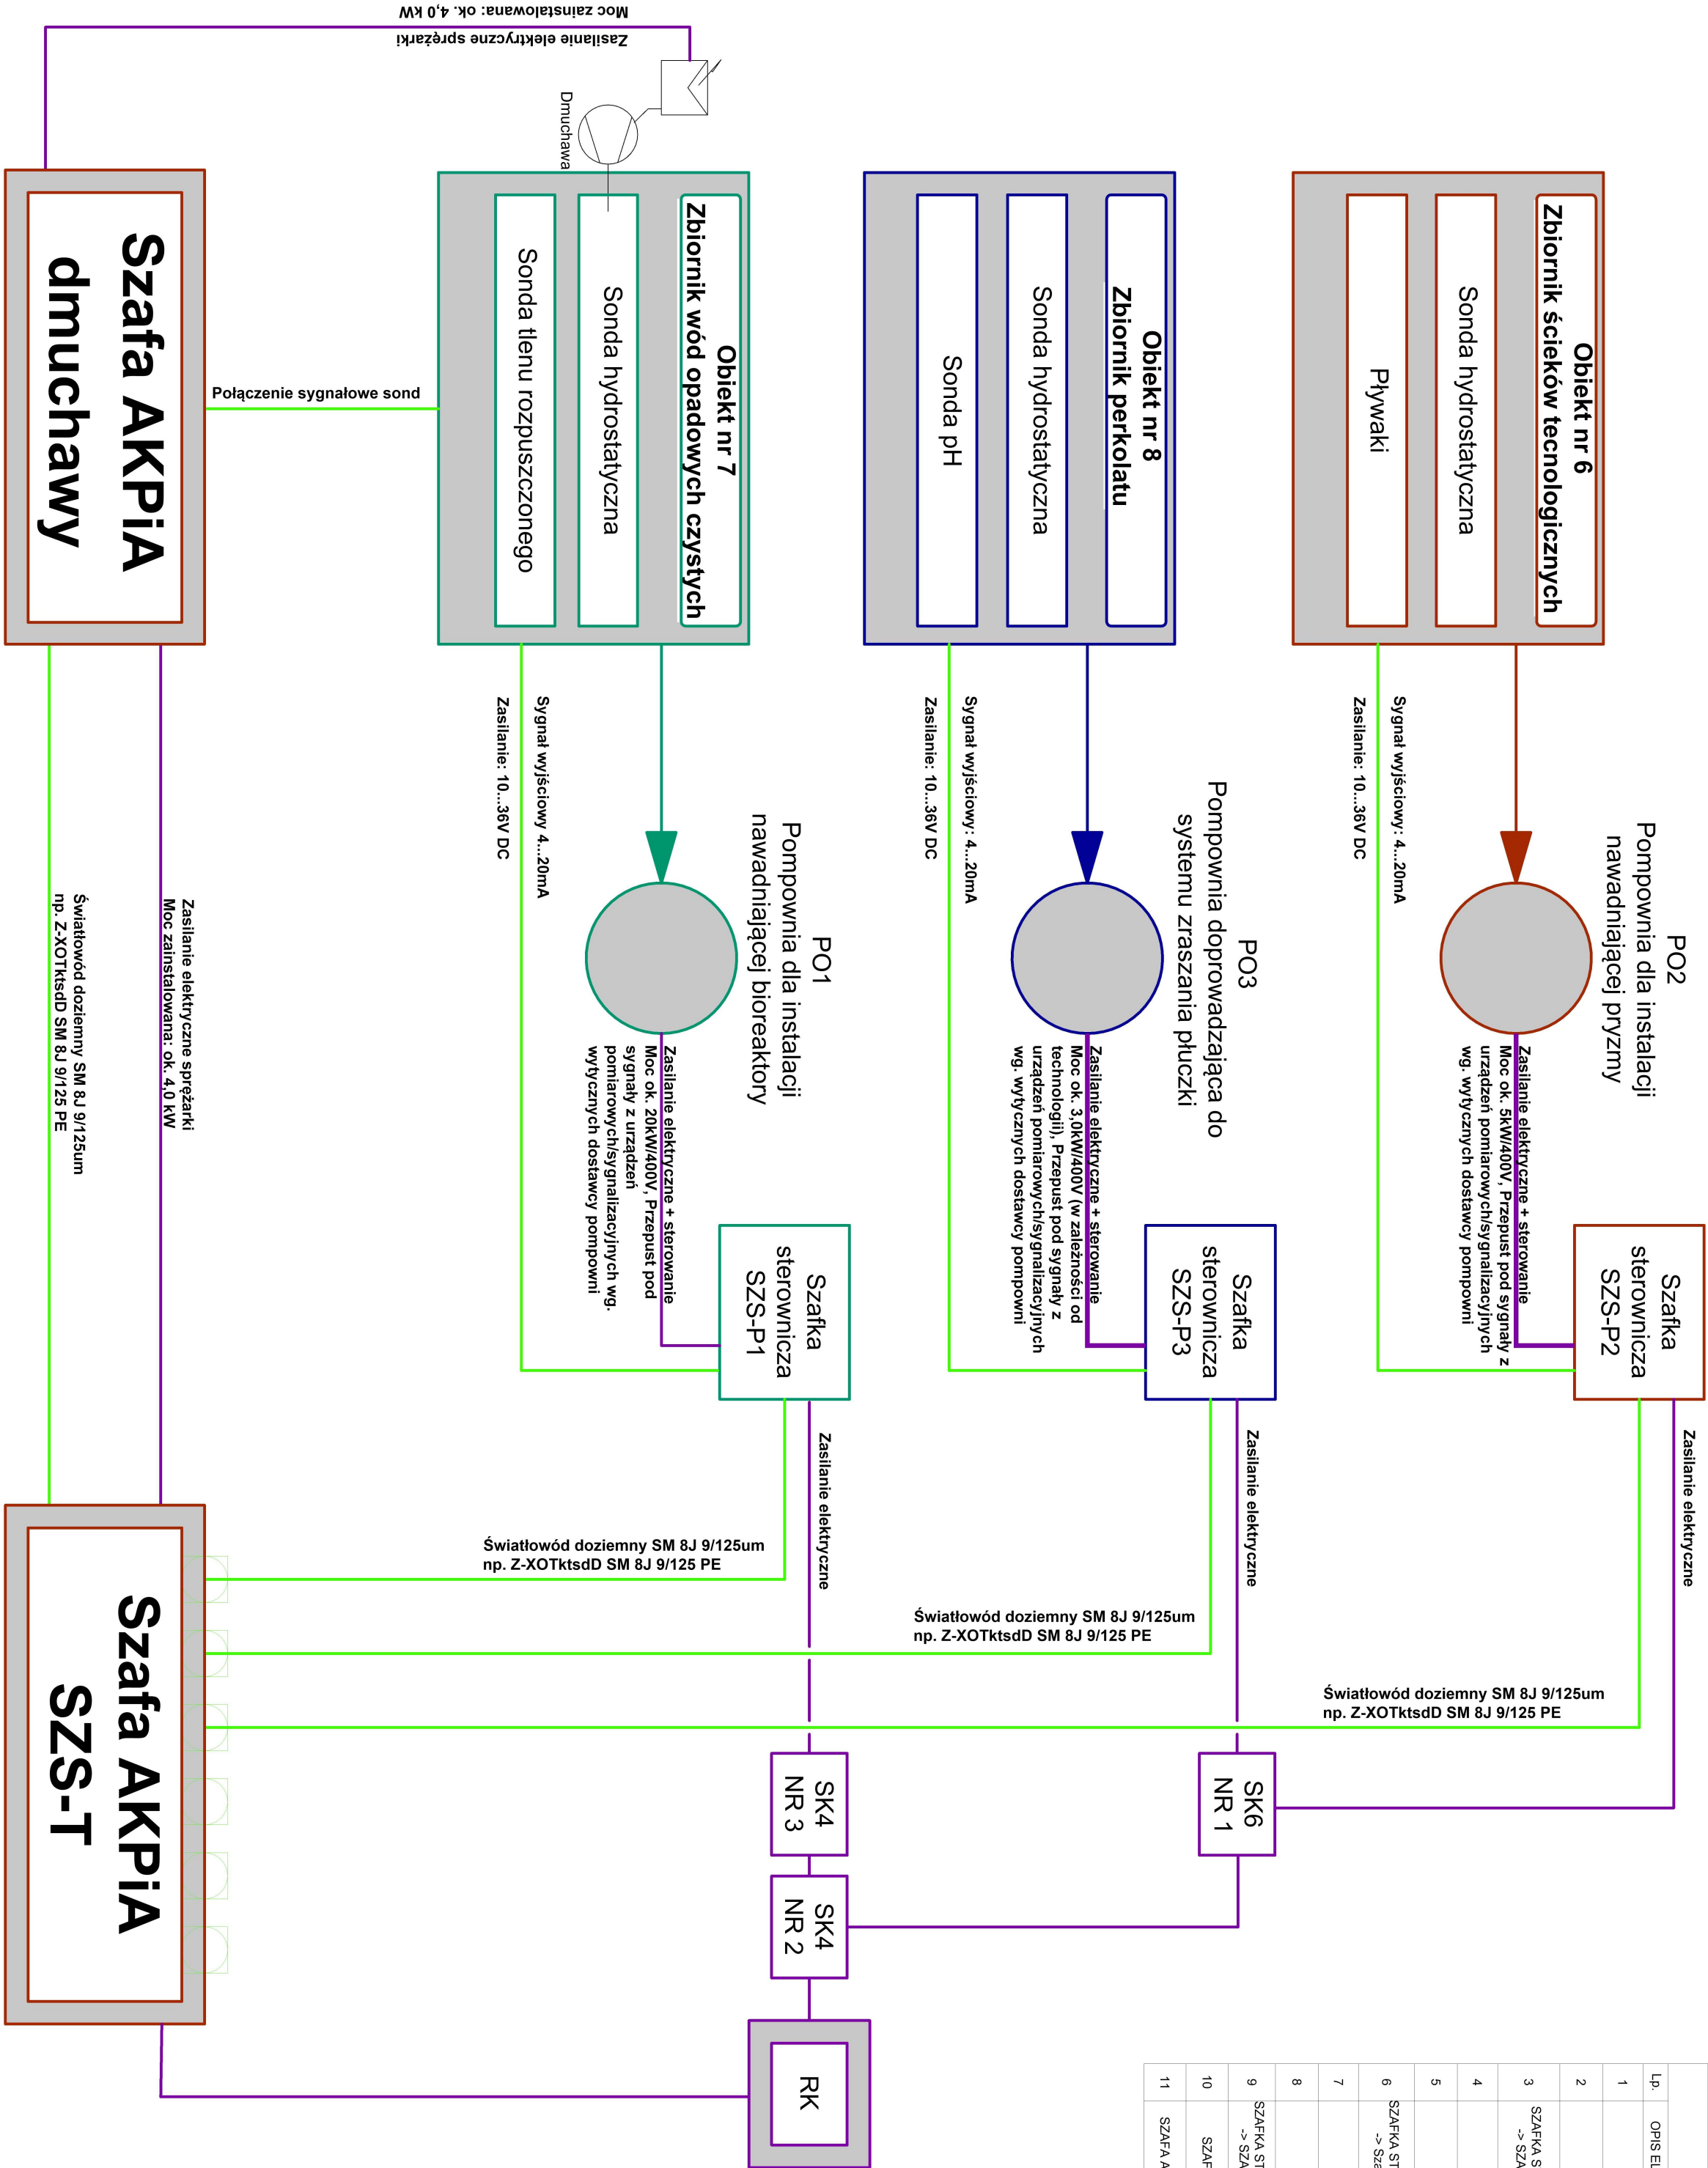 Obiekt nr 6
Zbiornik ścieków tecnologicznych
Sonda hydrostatyczna
Pływaki
Sygnał wyjściowy: 4...20mA
Zasilanie: 10...36V DC
PO2
Pompownia dla instalacji
nawadniającej pryzmy
Zasilanie elektryczne + sterowanie
Moc ok. 5kW/400V, Przepust pod sygnały z
urządzeń pomiarowych/sygnalizacyjnych
wg. wytycznych dostawcy pompowni
Szafka
sterownicza
SZS-P2
Zasilanie elektryczne
Światłowód doziemny SM 8J 9/125um
np. Z-XOTktsdD SM 8J 9/125 PE
Obiekt nr 8
Zbiornik perkolatu
Sonda hydrostatyczna
Sonda pH
Sygnał wyjściowy: 4...20mA
Zasilanie: 10...36V DC
PO3
Pompownia doprowadzająca do
systemu zraszania płuczki
Zasilanie elektryczne + sterowanie
Moc ok. 3,0kW/400V (w zależności od
technologii), Przepust pod sygnały z
urządzeń pomiarowych/sygnalizacyjnych
wg. wytycznych dostawcy pompowni
Szafka
sterownicza
SZS-P3
Zasilanie elektryczne
Światłowód doziemny SM 8J 9/125um
np. Z-XOTktsdD SM 8J 9/125 PE
SK6
NR 1
Obiekt nr 7
Zbiornik wód opadowych czystych
Sonda hydrostatyczna
Sonda tlenu rozpuszczonego
Dmuchawa
Zasilanie elektryczne sprężarki
Moc zainstalowana: ok. 4,0 kW
Sygnał wyjściowy 4...20mA
Zasilanie: 10...36V DC
PO1
Pompownia dla instalacji
nawadniającej bioreaktory
Zasilanie elektryczne + sterowanie
Moc ok. 20kW/400V, Przepust pod
sygnały z urządzeń
pomiarowych/sygnalizacyjnych wg.
wytycznych dostawcy pompowni
Szafka
sterownicza
SZS-P1
Zasilanie elektryczne
Światłowód doziemny SM 8J 9/125um
np. Z-XOTktsdD SM 8J 9/125 PE
SK4
NR 3
SK4
NR 2
RK
Połączenie sygnałowe sond
Szafa AKPiA
dmuchawy
Zasilanie elektryczne sprężarki
Moc zainstalowana: ok. 4,0 kW
Światłowód doziemny SM 8J 9/125um
np. Z-XOTktsdD SM 8J 9/125 PE
Szafa AKPiA
SZS-T
Lp. OPIS EL
1
2
3 SZAFKA S
-> SZA
4
5
6 SZAFKA ST
-> Sza
7
8
9 SZAFKA ST
-> SZA
10 SZAF
11 SZAFA A